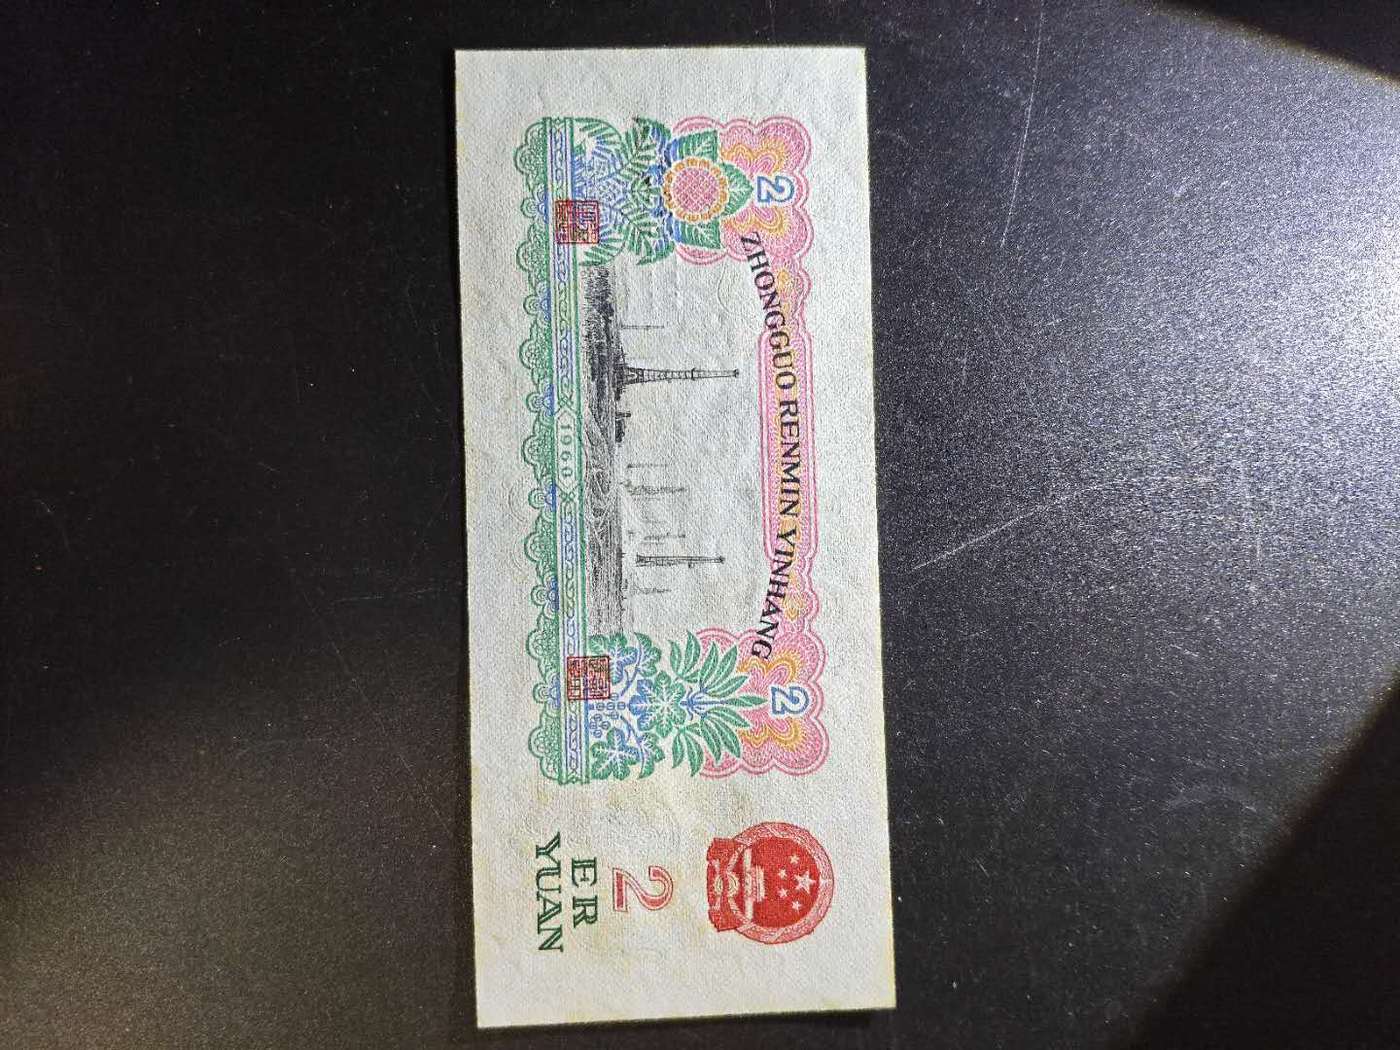 2
ZHONGGUO RENMIN YINHANG
2
1960
2
ER
YUAN